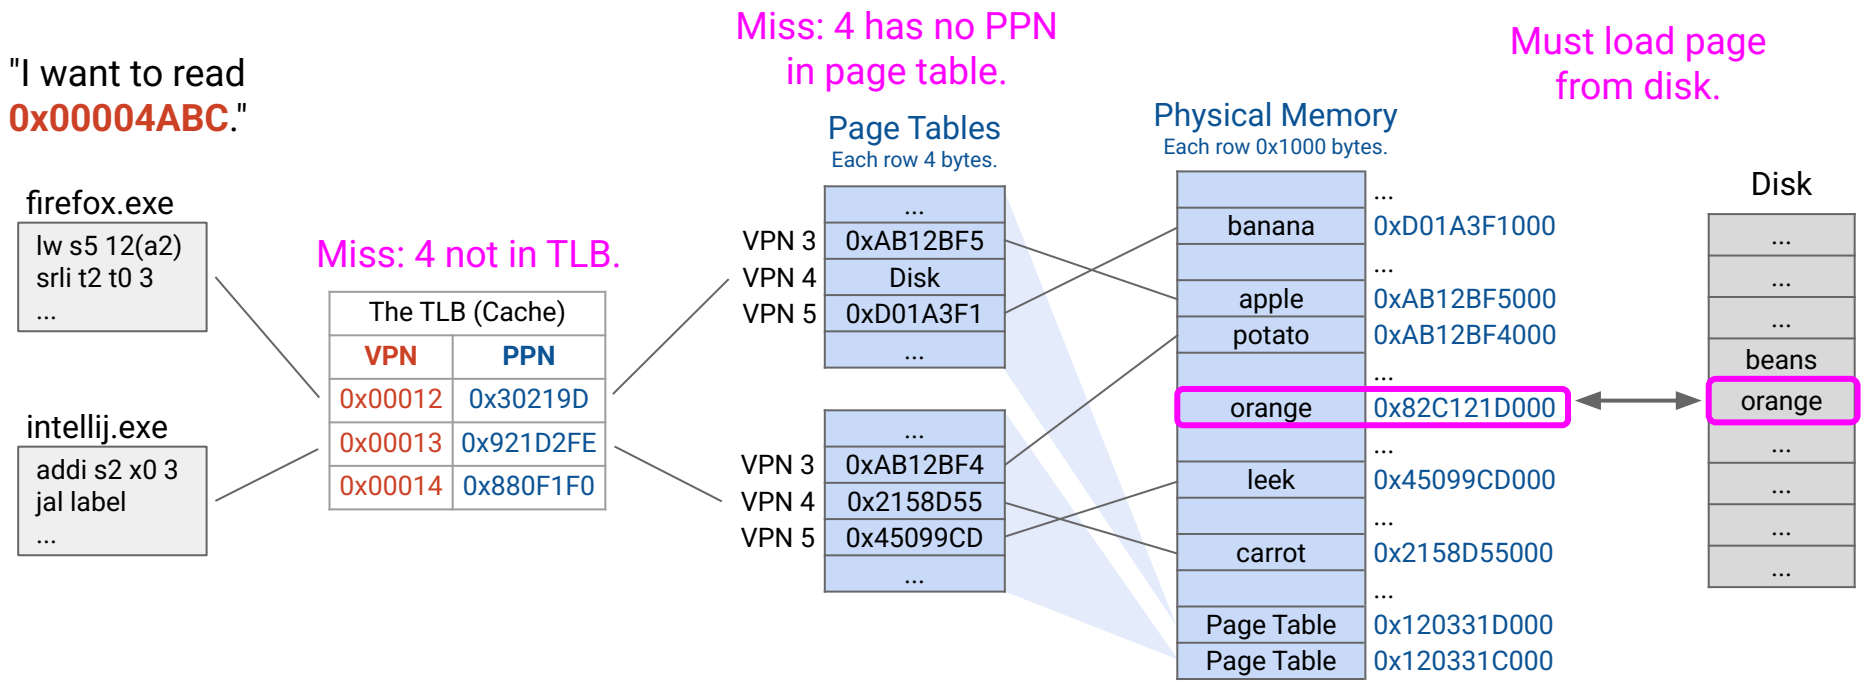 "I want to read
0x00004ABC."
Miss: 4 has no PPN
in page table.
Must load page
from disk.
firefox.exe
lw s5 12(a2)
srli t2 t0 3
...
intellij.exe
addi s2 x0 3
jal label
...
Miss: 4 not in TLB.
The TLB (Cache)
VPN PPN
0x00012 0x30219D
0x00013 0x921D2FE
0x00014 0x880F1F0
Page Tables
Each row 4 bytes.
...
VPN 3 0xAB12BF5
VPN 4 Disk
VPN 5 0xD01A3F1
...
...
VPN 3 0xAB12BF4
VPN 4 0x2158D55
VPN 5 0x45099CD
...
Physical Memory
Each row 0x1000 bytes.
...
banana 0xD01A3F1000
...
apple 0xAB12BF5000
potato 0xAB12BF4000
...
orange 0x82C121D000
...
leek 0x45099CD000
...
carrot 0x2158D55000
...
Page Table 0x120331D000
Page Table 0x120331C000
Disk
...
...
...
beans
orange
...
...
...
...